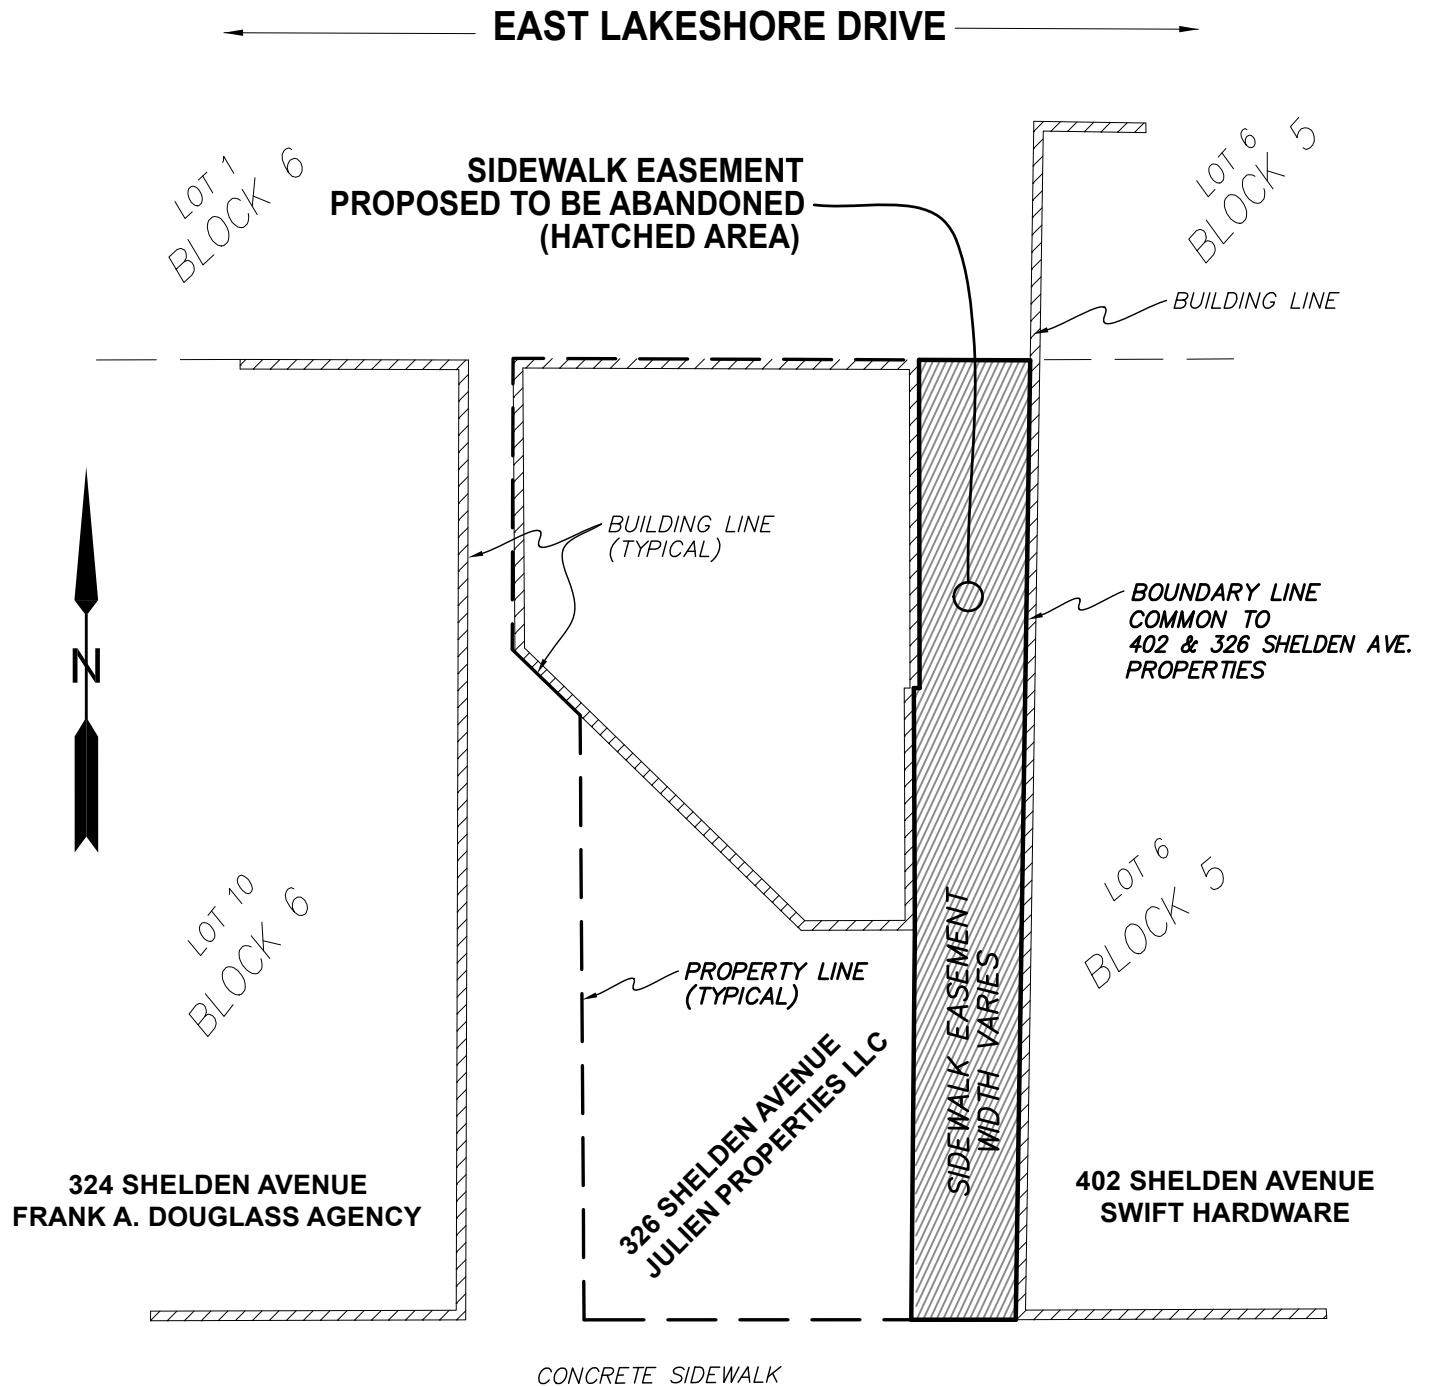 EAST LAKESHORE DRIVE
LOT 1
BLOCK 6
SIDEWALK EASEMENT
PROPOSED TO BE ABANDONED
(HATCHED AREA)
LOT 6
BLOCK 5
BUILDING LINE
BUILDING LINE
(TYPICAL)
BOUNDARY LINE
COMMON TO
402 & 326 SHELDEN AVE.
PROPERTIES
N
LOT 10
BLOCK 6
LOT 6
BLOCK 5
PROPERTY LINE
(TYPICAL)
SIDEWALK EASEMENT
WIDTH VARIES
326 SHELDEN AVENUE
JULIEN PROPERTIES LLC
324 SHELDEN AVENUE
FRANK A. DOUGLASS AGENCY
402 SHELDEN AVENUE
SWIFT HARDWARE
CONCRETE SIDEWALK